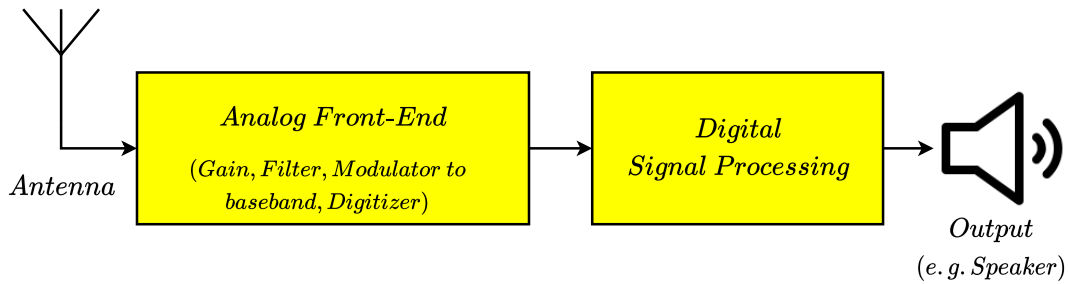 Antenna
Analog Front-End
(Gain, Filter, Modulator to
baseband, Digitizer)
Digital
Signal Processing
Output
(e.g. Speaker)